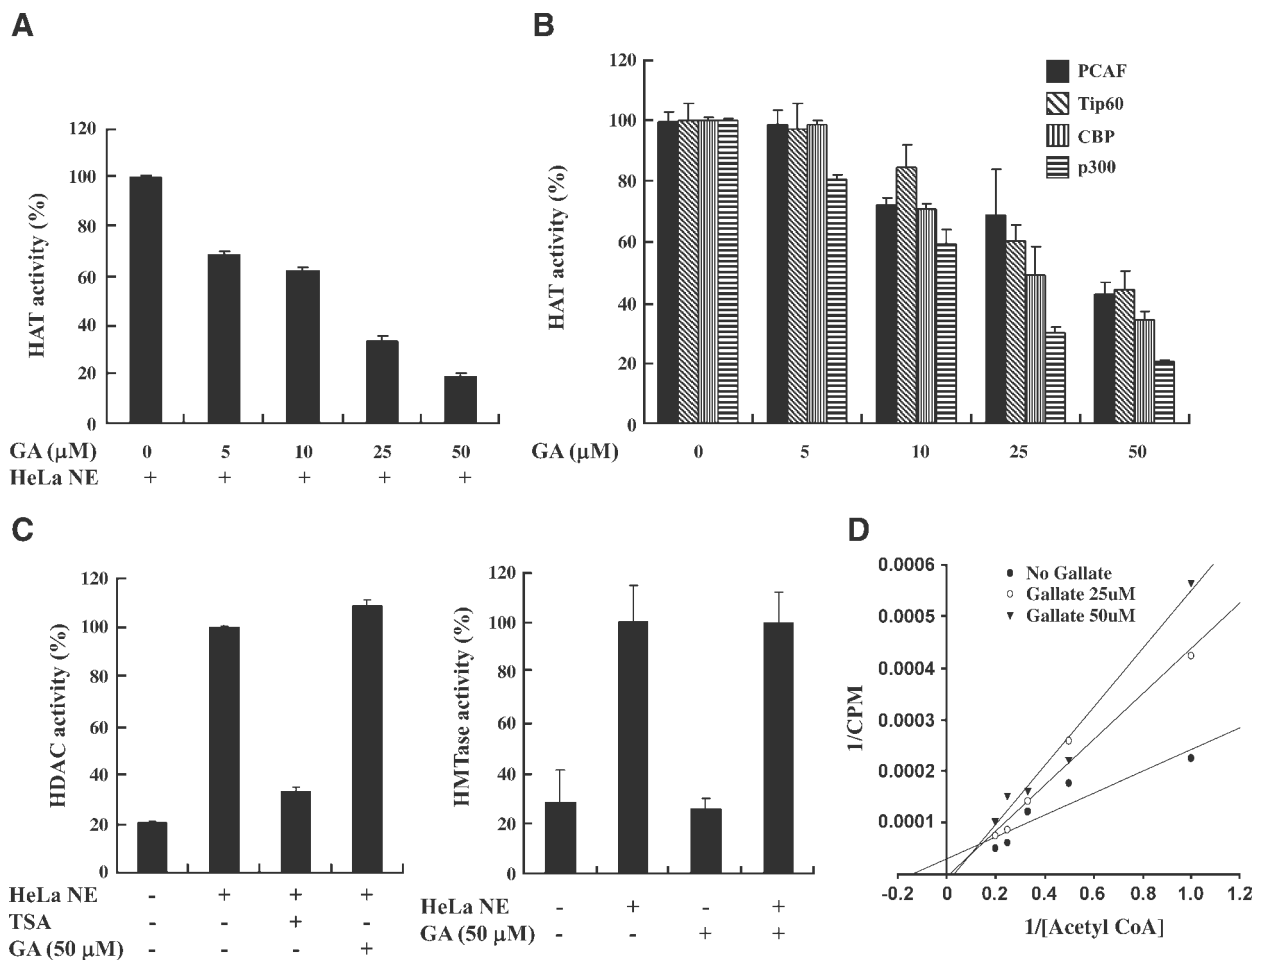 A
120
100
80
60
40
20
0
HAT activity (%)
GA (μM) 0 5 10 25 50
HeLa NE + + + + +
B
120
100
80
60
40
20
0
HAT activity (%)
PCAF
Tip60
CBP
p300
GA (μM) 0 5 10 25 50
C
120
100
80
60
40
20
0
HDAC activity (%)
HeLa NE - + + +
TSA - - + -
GA (50 μM) - - - +
120
100
80
60
40
20
0
HMTase activity (%)
HeLa NE - + - +
GA (50 μM) - - + +
D
0.0006
0.0005
0.0004
0.0003
0.0002
0.0001
1/CPM
No Gallate
Gallate 25uM
Gallate 50uM
-0.2 0 0.2 0.4 0.6 0.8 1.0 1.2
1/[Acetyl CoA]